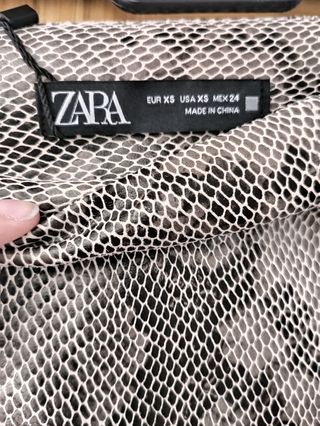 ZARA
EUR XS USA XS MEX 24
MADE IN CHINA